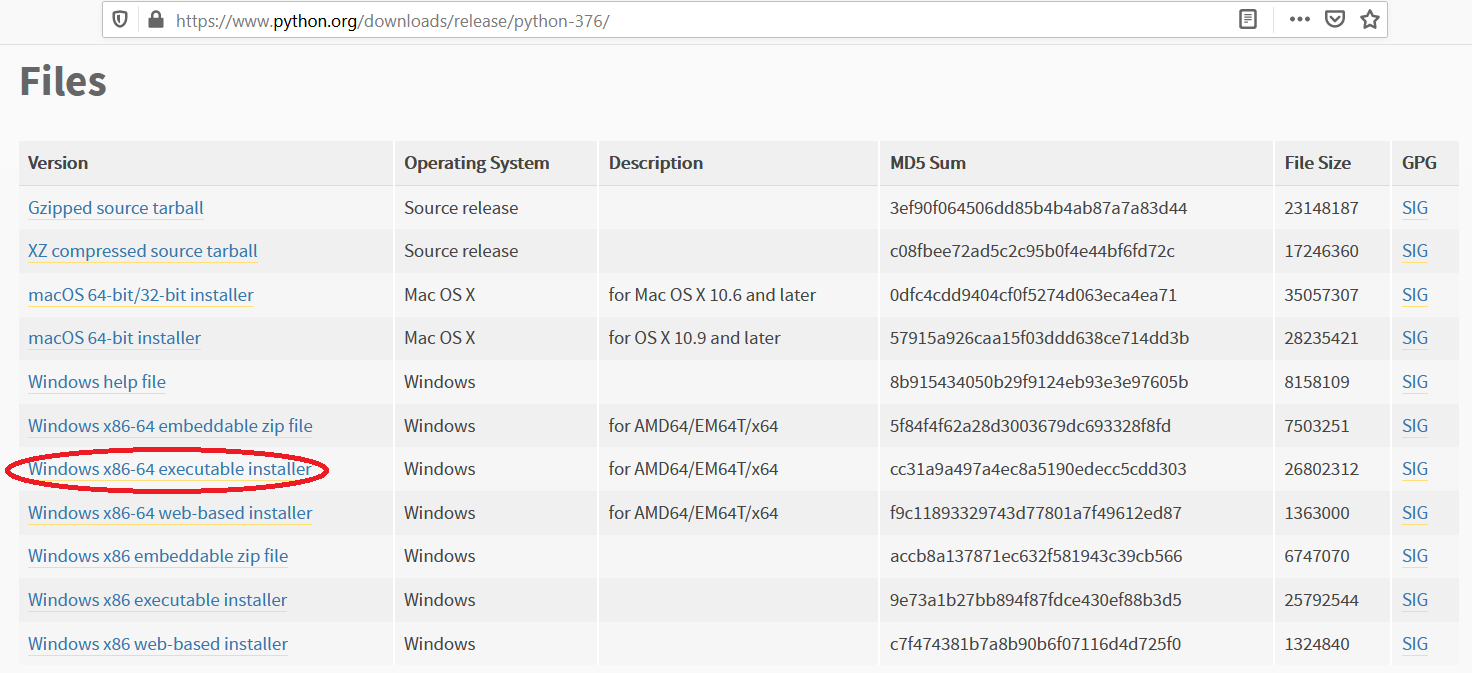 https://www.python.org/downloads/release/python-376/
Files
Version Operating System Description MD5 Sum File Size GPG
Gzipped source tarball Source release 3ef90f064506dd85b4b4ab87a7a83d44 23148187 SIG
XZ compressed source tarball Source release c08fbee72ad5c2c95b0f4e44bf6fd72c 17246360 SIG
macOS 64-bit/32-bit installer Mac OS X for Mac OS X 10.6 and later 0dfc4cdd9404cf0f5274d063eca4ea71 35057307 SIG
macOS 64-bit installer Mac OS X for OS X 10.9 and later 57915a926caa15f03ddd638ce714dd3b 28235421 SIG
Windows help file Windows 8b915434050b29f9124eb93e3e97605b 8158109 SIG
Windows x86-64 embeddable zip file Windows for AMD64/EM64T/x64 5f84f4f62a28d3003679dc693328f8fd 7503251 SIG
Windows x86-64 executable installer Windows for AMD64/EM64T/x64 cc31a9a497a4ec8a5190edecc5cdd303 26802312 SIG
Windows x86-64 web-based installer Windows for AMD64/EM64T/x64 f9c11893329743d77801a7f49612ed87 1363000 SIG
Windows x86 embeddable zip file Windows accb8a137871ec632f581943c39cb566 6747070 SIG
Windows x86 executable installer Windows 9e73a1b27bb894f87fdce430ef88b3d5 25792544 SIG
Windows x86 web-based installer Windows c7f474381b7a8b90b6f07116d4d725f0 1324840 SIG